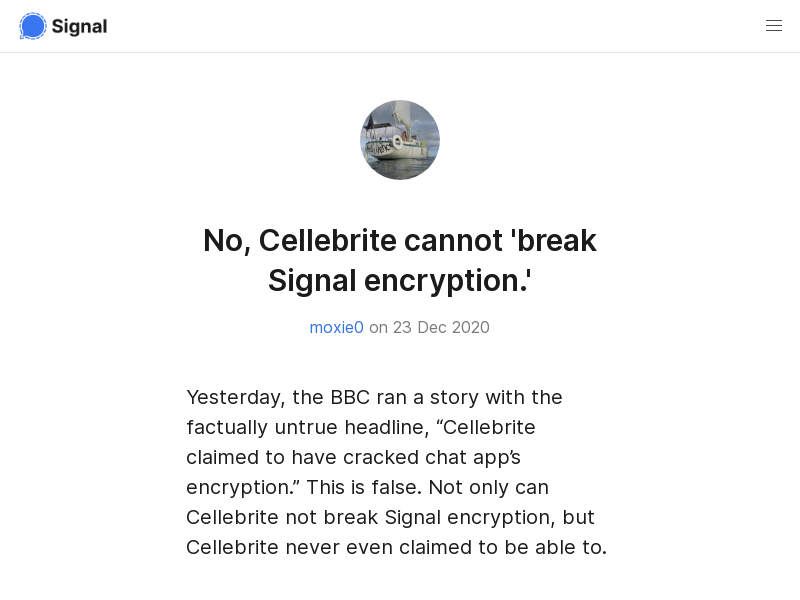 Signal
No, Cellebrite cannot 'break
Signal encryption.'
moxie0 on 23 Dec 2020
Yesterday, the BBC ran a story with the
factually untrue headline, “Cellebrite
claimed to have cracked chat app’s
encryption.” This is false. Not only can
Cellebrite not break Signal encryption, but
Cellebrite never even claimed to be able to.